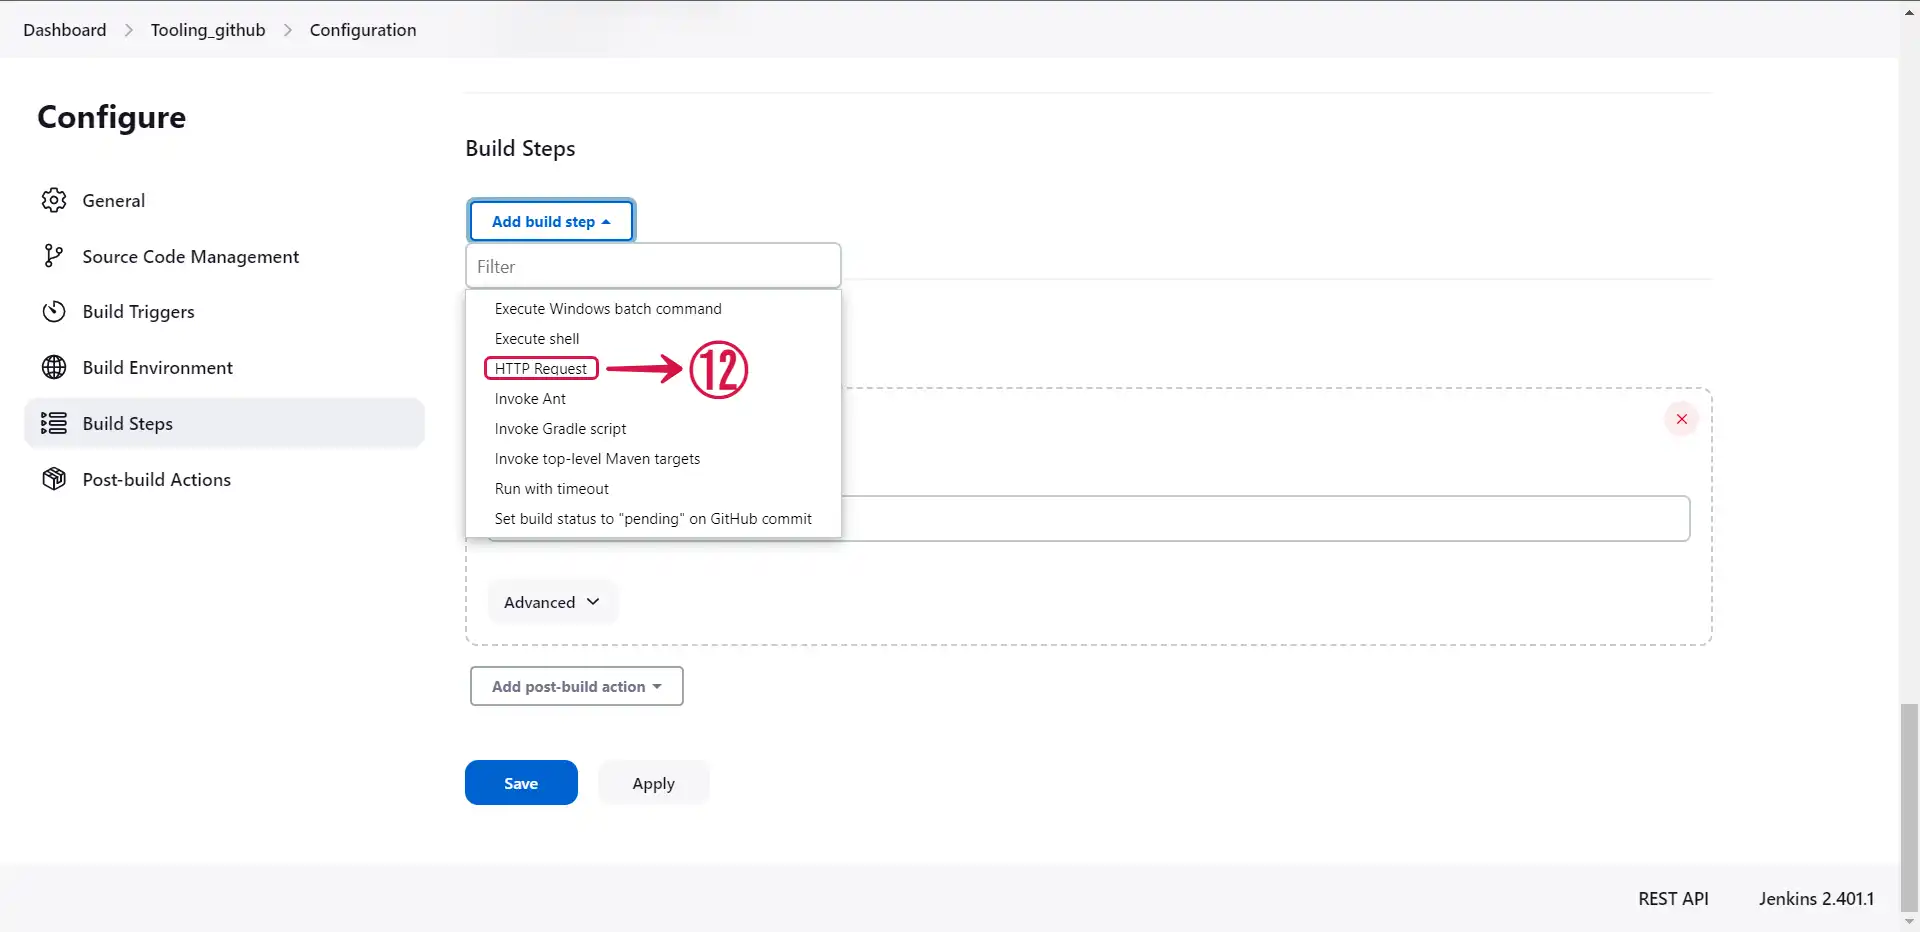 Dashboard > Tooling_github > Configuration
Configure
General
Source Code Management
Build Triggers
Build Environment
Build Steps
Post-build Actions
Build Steps
Add build step
Filter
Execute Windows batch command
Execute shell
HTTP Request
12
Invoke Ant
Invoke Gradle script
Invoke top-level Maven targets
Run with timeout
Set build status to "pending" on GitHub commit
Advanced
Add post-build action
Save
Apply
REST API
Jenkins 2.401.1